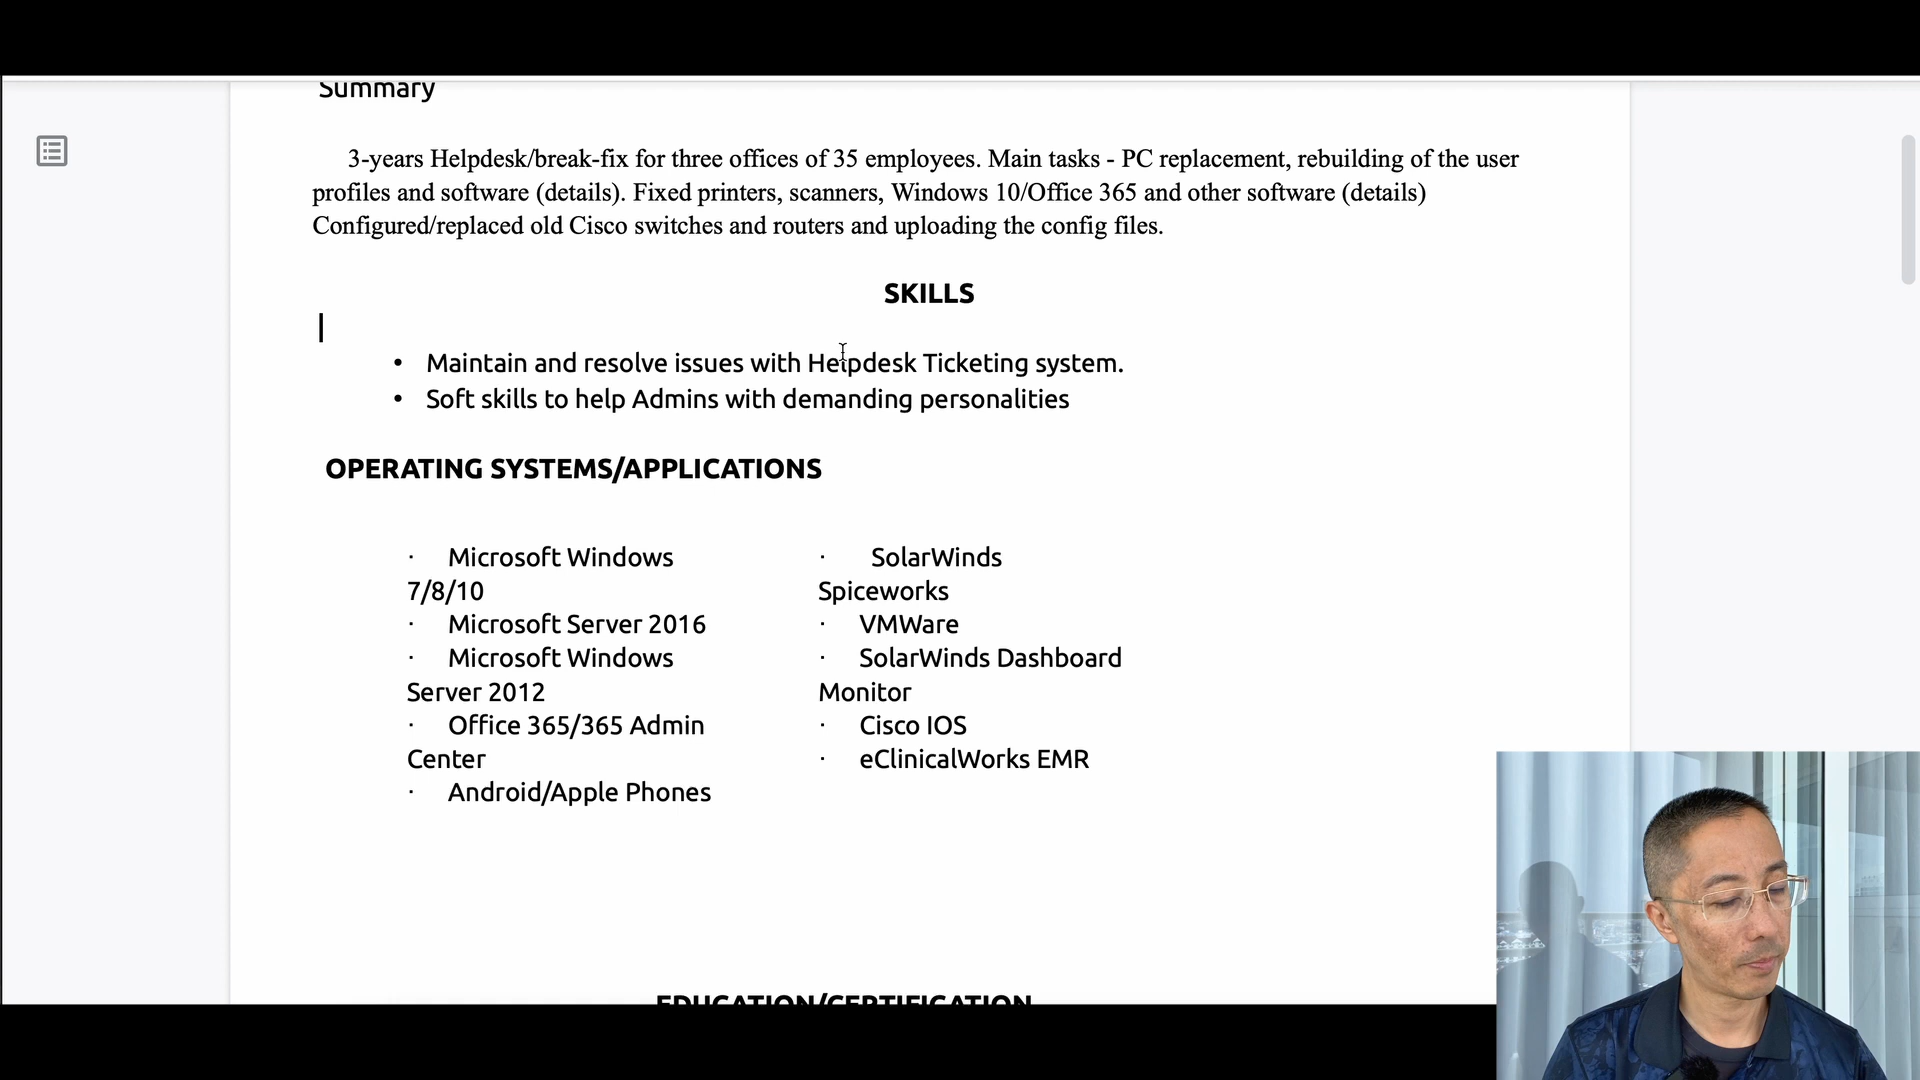 Summary
3-years Helpdesk/break-fix for three offices of 35 employees. Main tasks - PC replacement, rebuilding of the user
profiles and software (details). Fixed printers, scanners, Windows 10/Office 365 and other software (details)
Configured/replaced old Cisco switches and routers and uploading the config files.
SKILLS
• Maintain and resolve issues with Helpdesk Ticketing system.
• Soft skills to help Admins with demanding personalities
OPERATING SYSTEMS/APPLICATIONS
· Microsoft Windows
7/8/10
· Microsoft Server 2016
· Microsoft Windows
Server 2012
· Office 365/365 Admin
Center
· Android/Apple Phones
· SolarWinds
Spiceworks
· VMWare
· SolarWinds Dashboard
Monitor
· Cisco IOS
· eClinicalWorks EMR
EDUCATION/CERTIFICATION